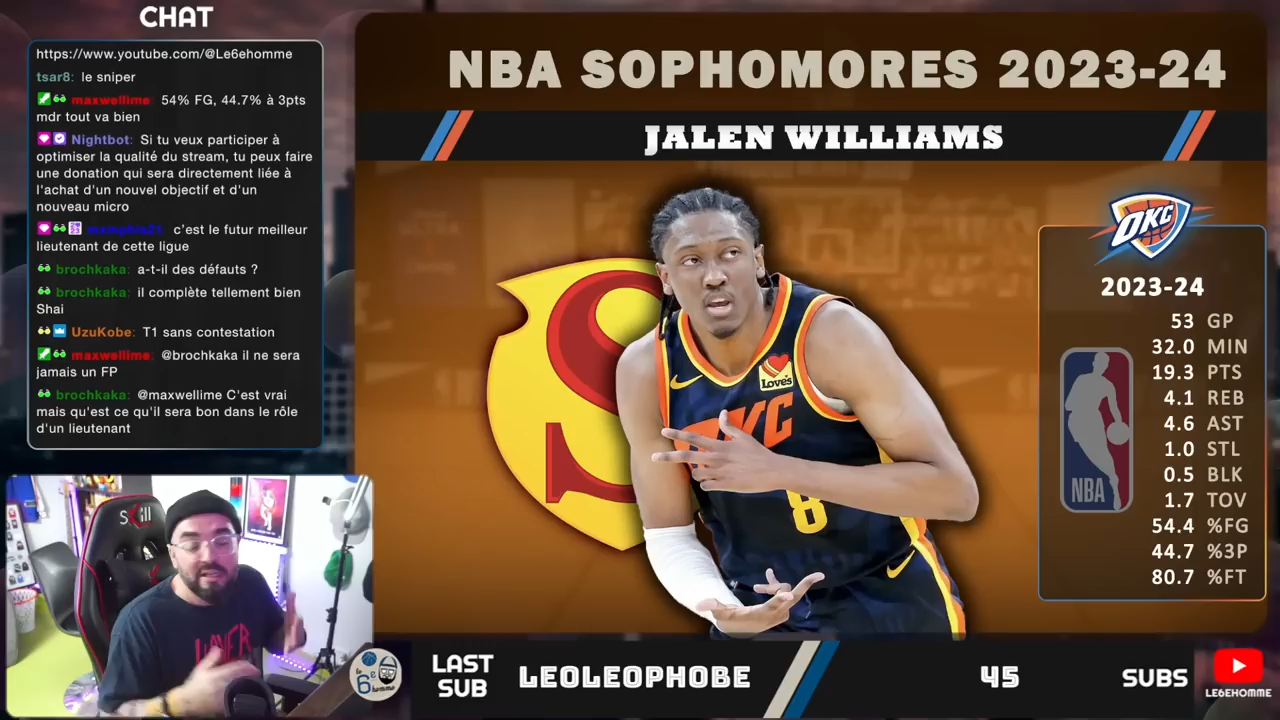 CHAT
https://www.youtube.com/@Le6ehomme
tsar8: le sniper
maxwellime: 54% FG, 44.7% à 3pts
mdr tout va bien
Nightbot: Si tu veux participer à
optimiser la qualité du stream, tu peux faire
une donation qui sera directement liée à
l'achat d'un nouvel objectif et d'un
nouveau micro
memphis21: c'est le futur meilleur
lieutenant de cette ligue
brochkaka: a-t-il des défauts ?
brochkaka: il complète tellement bien
Shai
UzuKobe: T1 sans contestation
maxwellime: @brochkaka il ne sera
jamais un FP
brochkaka: @maxwellime C'est vrai
mais qu'est ce qu'il sera bon dans le rôle
d'un lieutenant
NBA SOPHOMORES 2023-24
JALEN WILLIAMS
OKC
2023-24
53 GP
32.0 MIN
19.3 PTS
4.1 REB
4.6 AST
1.0 STL
0.5 BLK
1.7 TOV
54.4 %FG
44.7 %3P
80.7 %FT
NBA
S
Love's
OKC
8
LAST
SUB
LEOLEOPHOBE
45
SUBS
LE6EHOMME